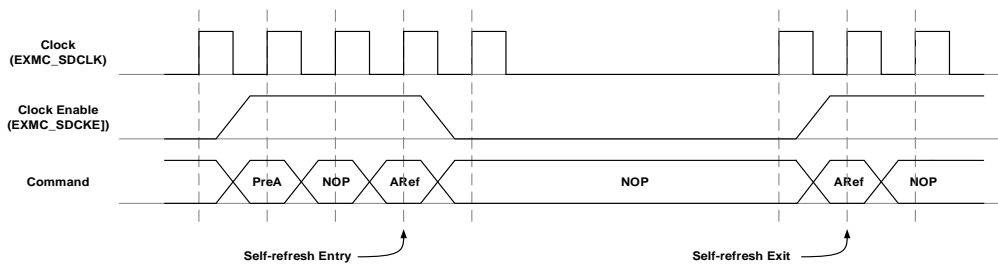 Clock
(EXMC_SDCLK)
Clock Enable
(EXMC_SDCKE])
Command
PreA
NOP
ARef
NOP
ARef
NOP
Self-refresh Entry
Self-refresh Exit